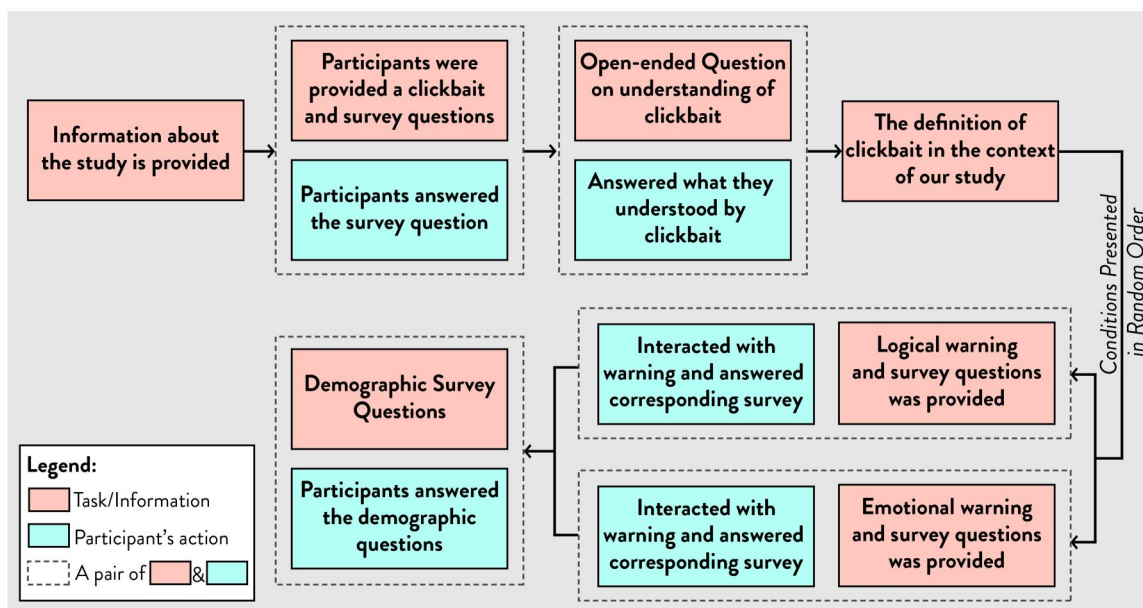 Information about
the study is provided
Participants were
provided a clickbait
and survey questions
Participants answered
the survey question
Open-ended Question
on understanding of
clickbait
Answered what they
understood by
clickbait
The definition of
clickbait in the context
of our study
Conditions Presented
in Random Order
Logical warning
and survey questions
was provided
Interacted with
warning and answered
corresponding survey
Emotional warning
and survey questions
was provided
Interacted with
warning and answered
corresponding survey
Demographic Survey
Questions
Participants answered
the demographic
questions
Legend:
Task/Information
Participant's action
A pair of &